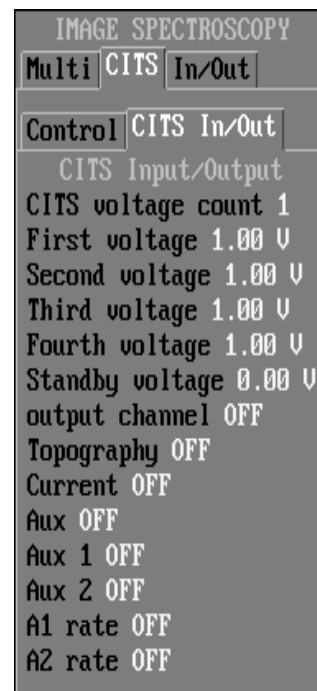 IMAGE SPECTROSCOPY
Multi CITS In/Out
Control CITS In/Out
CITS Input/Output
CITS voltage count 1
First voltage 1.00 V
Second voltage 1.00 V
Third voltage 1.00 V
Fourth voltage 1.00 V
Standby voltage 0.00 V
output channel OFF
Topography OFF
Current OFF
Aux OFF
Aux 1 OFF
Aux 2 OFF
A1 rate OFF
A2 rate OFF